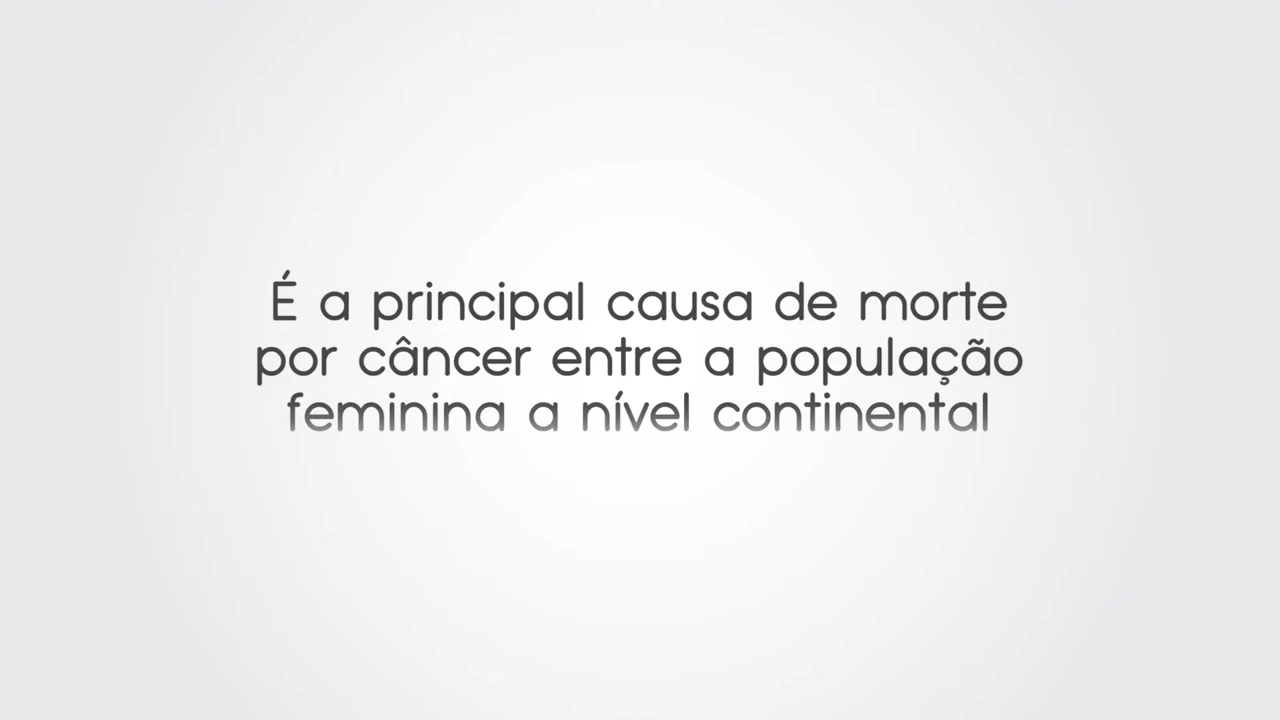 É a principal causa de morte
por câncer entre a população
feminina a nível continental